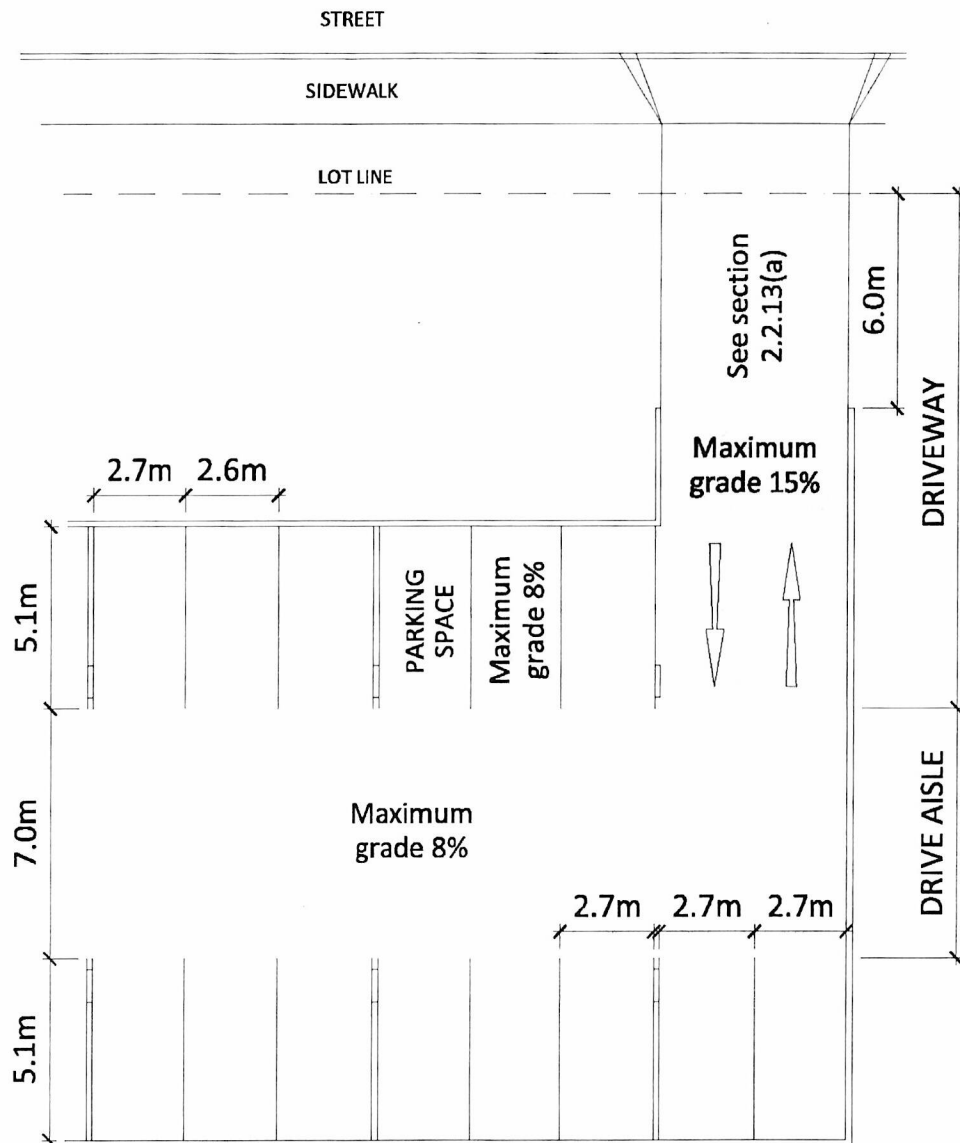 STREET
SIDEWALK
LOT LINE
See section
2.2.13(a)
6.0m
DRIVEWAY
Maximum
grade 15%
2.7m
2.6m
5.1m
PARKING
SPACE
Maximum
grade 8%
7.0m
Maximum
grade 8%
DRIVE AISLE
2.7m
2.7m
2.7m
5.1m